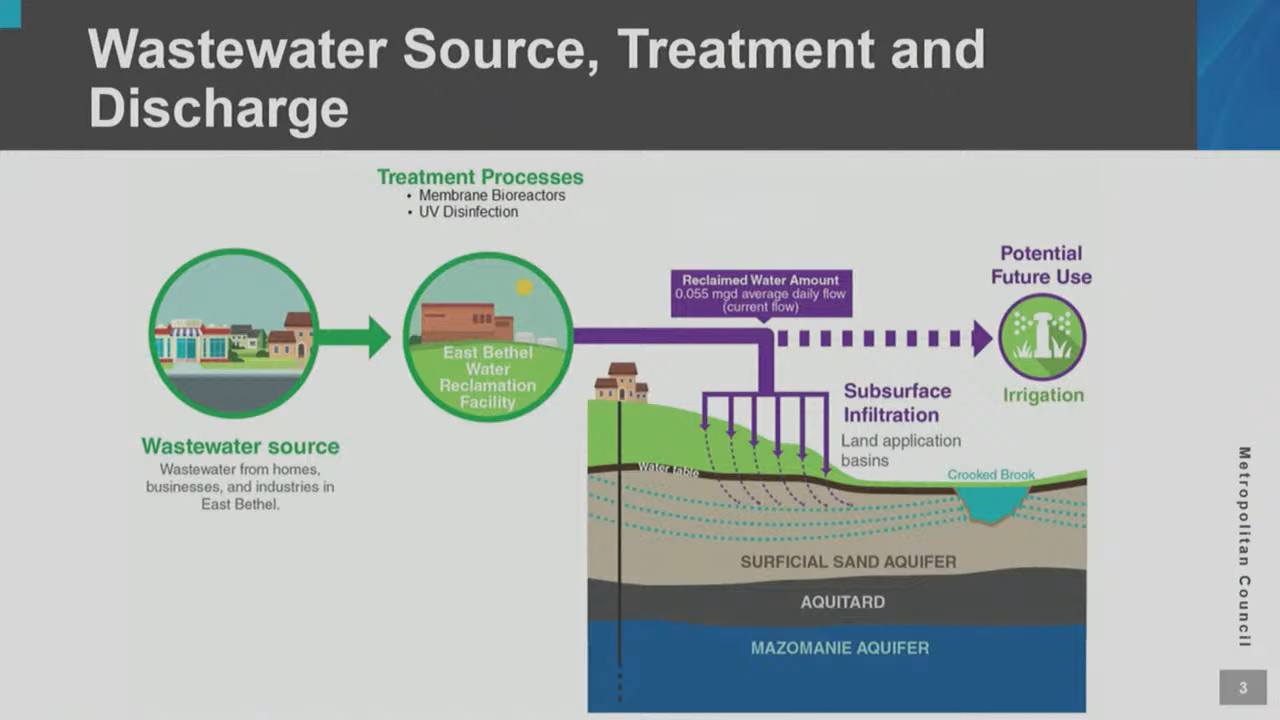 Wastewater Source, Treatment and
Discharge
Treatment Processes
• Membrane Bioreactors
• UV Disinfection
Potential
Future Use
Reclaimed Water Amount
0.055 mgd average daily flow
(current flow)
East Bethel
Water
Reclamation
Facility
Subsurface
Infiltration
Irrigation
Land application
basins
Wastewater source
Wastewater from homes,
businesses, and industries in
East Bethel.
Water table
Crooked Brook
SURFICIAL SAND AQUIFER
AQUITARD
MAZOMANIE AQUIFER
Metropolitan Council
3